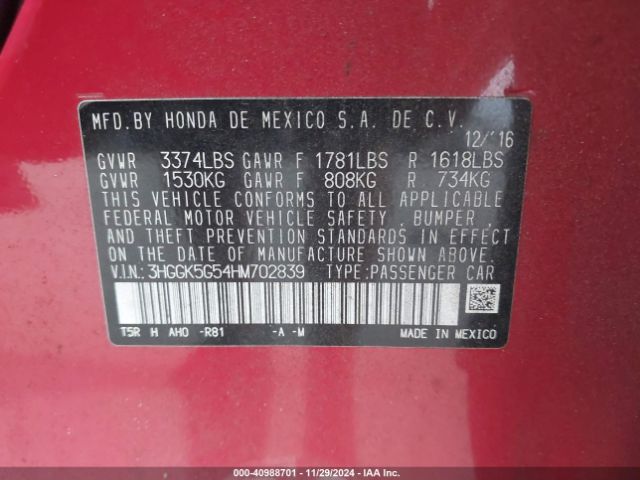 MFD.BY HONDA DE MEXICO S.A. DE C.V.
12/'16
GVWR 3374LBS GAWR F 1781LBS R 1618LBS
GVWR 1530KG GAWR F 808KG R 734KG
THIS VEHICLE CONFORMS TO ALL APPLICABLE
FEDERAL MOTOR VEHICLE SAFETY , BUMPER ,
AND THEFT PREVENTION STANDARDS IN EFFECT
ON THE DATE OF MANUFACTURE SHOWN ABOVE.
V.I.N.:3HGGK5G54HM702839 TYPE:PASSENGER CAR
T5R H AHO -R81 -A -M MADE IN MEXICO
000-40988701 - 11/29/2024 - IAA Inc.